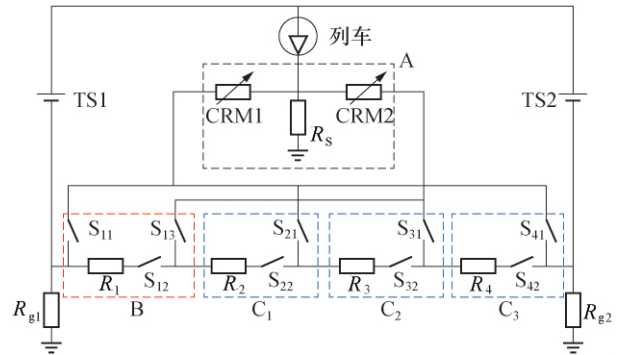 列车
A
TS1
CRM1
CRM2
TS2
Rs
S11
S13
S21
S31
S41
R1
S12
R2
S22
R3
S32
R4
S42
Rg1
B
C1
C2
C3
Rg2